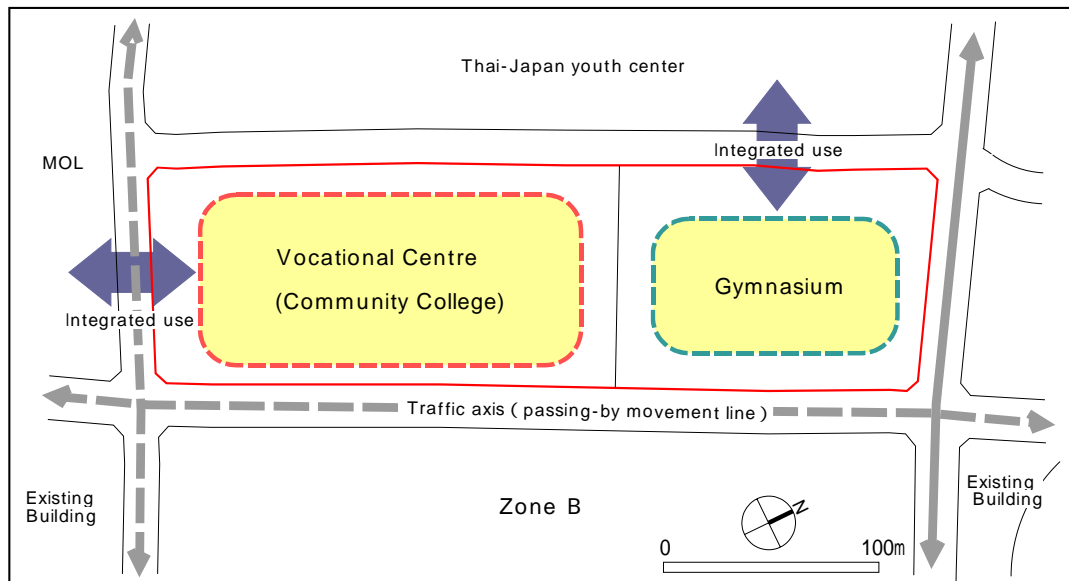 Thai-Japan youth center
MOL
Integrated use
Vocational Centre
(Community College)
Gymnasium
Integrated use
Traffic axis ( passing-by movement line )
Existing
Building
Zone B
N
Existing
Building
0
100m